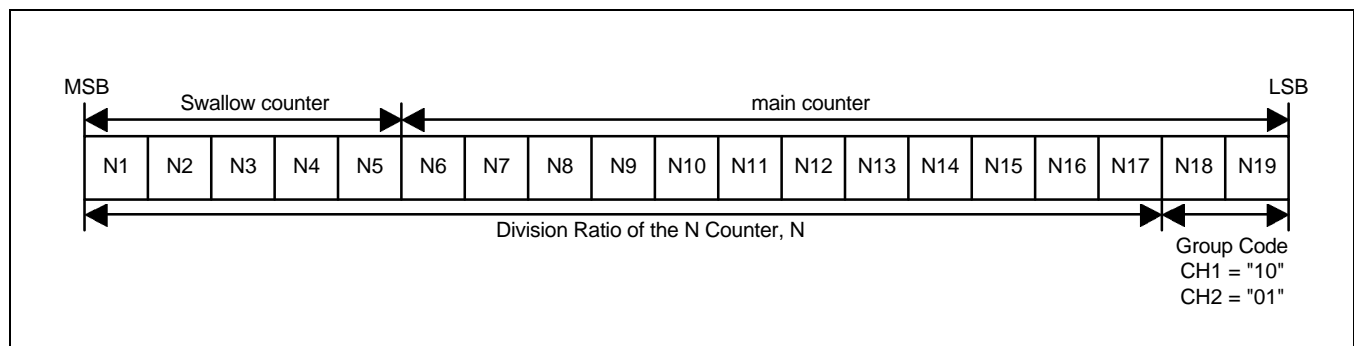 MSB
LSB
Swallow counter
main counter
N1 N2 N3 N4 N5 N6 N7 N8 N9 N10 N11 N12 N13 N14 N15 N16 N17 N18 N19
Division Ratio of the N Counter, N
Group Code
CH1 = "10"
CH2 = "01"